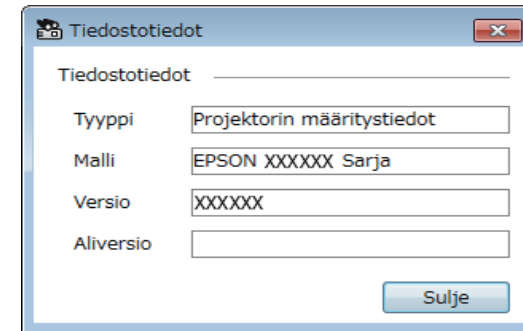 Tiedostotiedot
Tiedostotiedot
Tyyppi Projektorin määritystiedot
Malli EPSON XXXXXX Sarja
Versio XXXXXX
Aliversio
Sulje